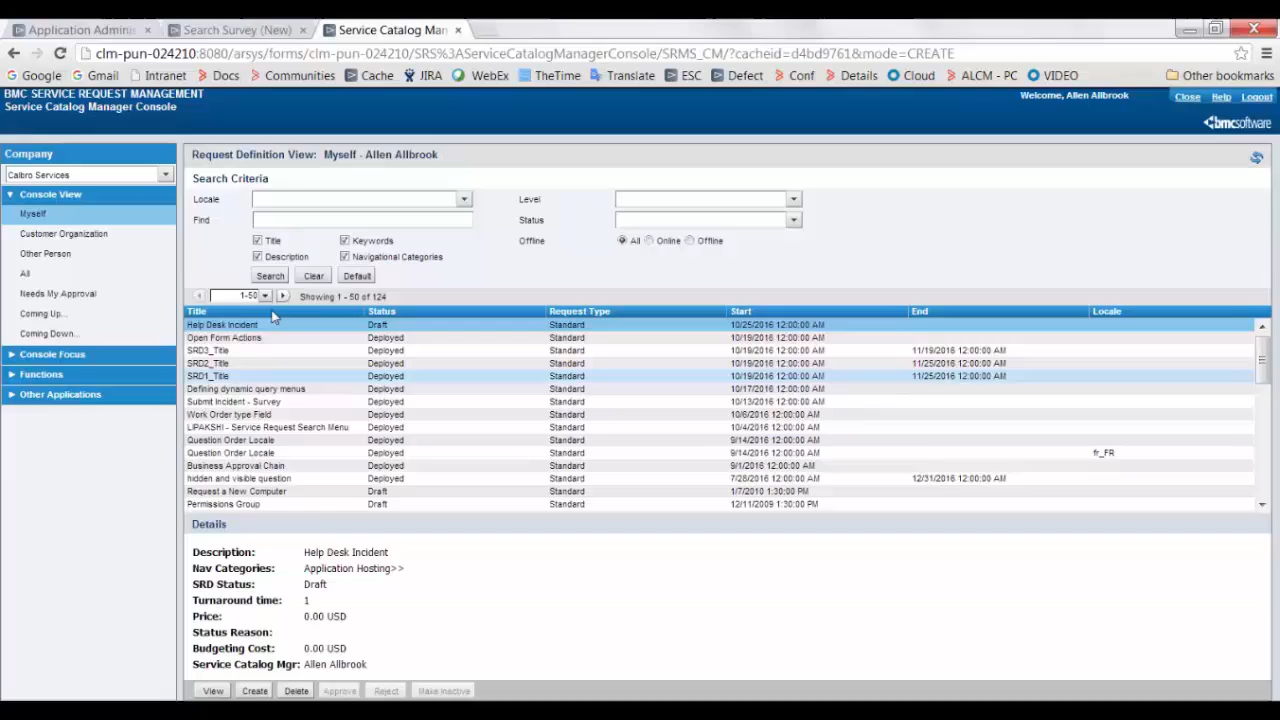 Application Adminis
Search Survey (New)
Service Catalog Man
clm-pun-024210:8080/arsys/forms/clm-pun-024210/SRS%3AServiceCatalogManagerConsole/SRMS_CM/?cacheid=d4bd9761&mode=CREATE
Google Gmail Intranet Docs Communities Cache JIRA WebEx TheTime Translate ESC Defect Conf Details Cloud ALCM - PC VIDEO Other bookmarks
BMC SERVICE REQUEST MANAGEMENT
Service Catalog Manager Console
Welcome, Allen Allbrook Close Help Logout
bmcsoftware
Company
Calbro Services
Console View
Myself
Customer Organization
Other Person
All
Needs My Approval
Coming Up...
Coming Down...
Console Focus
Functions
Other Applications
Request Definition View: Myself - Allen Allbrook
Search Criteria
Locale Level
Find Status
Title Keywords Offline All Online Offline
Description Navigational Categories
Search Clear Default
1-50 Showing 1 - 50 of 124
Title Status Request Type Start End Locale
Help Desk Incident Draft Standard 10/25/2016 12:00:00 AM
Open Form Actions Deployed Standard 10/19/2016 12:00:00 AM
SRD3_Title Deployed Standard 10/19/2016 12:00:00 AM 11/19/2016 12:00:00 AM
SRD2_Title Deployed Standard 10/19/2016 12:00:00 AM 11/25/2016 12:00:00 AM
SRD1_Title Deployed Standard 10/19/2016 12:00:00 AM 11/25/2016 12:00:00 AM
Defining dynamic query menus Deployed Standard 10/17/2016 12:00:00 AM
Submit Incident - Survey Deployed Standard 10/13/2016 12:00:00 AM
Work Order type Field Deployed Standard 10/6/2016 12:00:00 AM
LIPAKSHI - Service Request Search Menu Deployed Standard 10/4/2016 12:00:00 AM
Question Order Locale Deployed Standard 9/14/2016 12:00:00 AM
Question Order Locale Deployed Standard 9/14/2016 12:00:00 AM fr_FR
Business Approval Chain Deployed Standard 9/1/2016 12:00:00 AM
hidden and visible question Deployed Standard 7/28/2016 12:00:00 AM 12/31/2016 12:00:00 AM
Request a New Computer Draft Standard 1/7/2010 1:30:00 PM
Permissions Group Draft Standard 12/11/2009 1:30:00 PM
Details
Description: Help Desk Incident
Nav Categories: Application Hosting>>
SRD Status: Draft
Turnaround time: 1
Price: 0.00 USD
Status Reason:
Budgeting Cost: 0.00 USD
Service Catalog Mgr: Allen Allbrook
View Create Delete Approve Reject Make Inactive